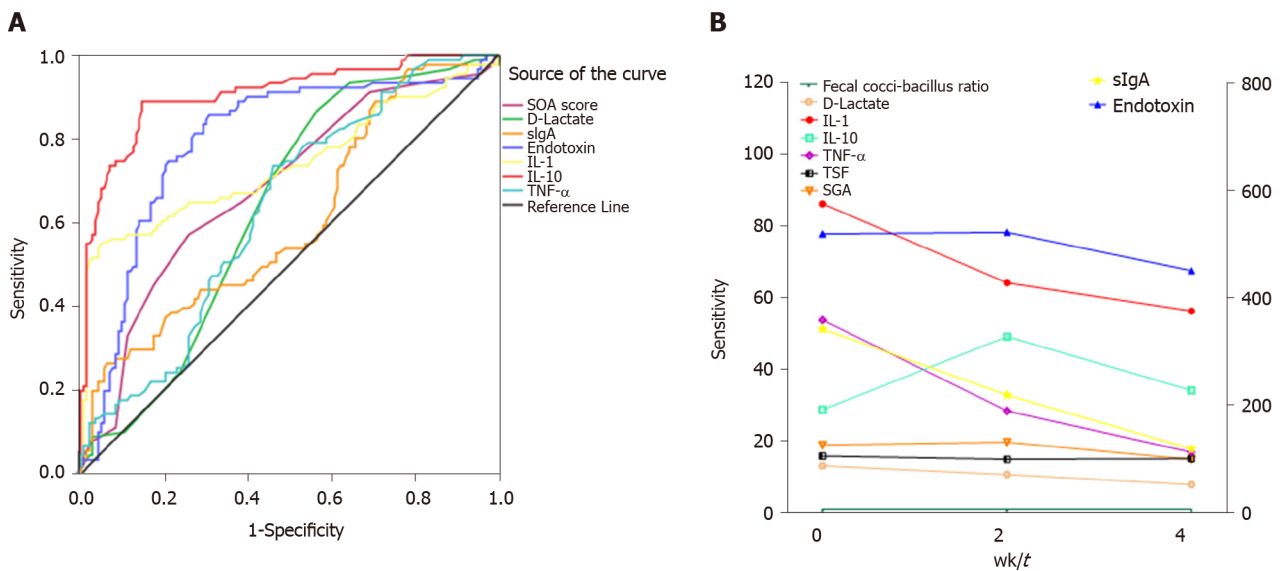 A
1.0
0.8
0.6
0.4
0.2
0.0
Sensitivity
0.0 0.2 0.4 0.6 0.8 1.0
1-Specificity
Source of the curve
SOA score
D-Lactate
sIgA
Endotoxin
IL-1
IL-10
TNF-α
Reference Line
B
120
100
80
60
40
20
0
Sensitivity
Fecal cocci-bacillus ratio
D-Lactate
IL-1
IL-10
TNF-α
TSF
SGA
sIgA
Endotoxin
800
600
400
200
0
0 2 4
wk/t